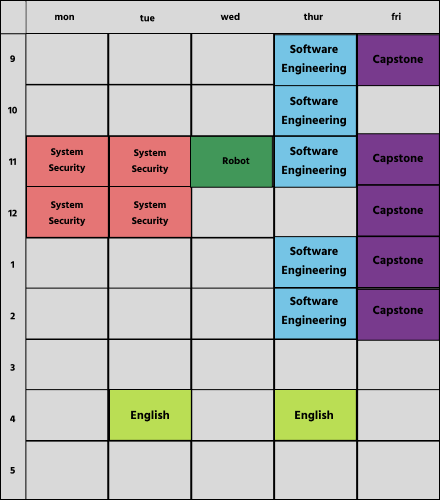 mon tue wed thur fri
9 Software Engineering Capstone
10 Software Engineering
11 System Security System Security Robot Software Engineering Capstone
12 System Security System Security Capstone
1 Software Engineering Capstone
2 Software Engineering Capstone
3
4 English English
5